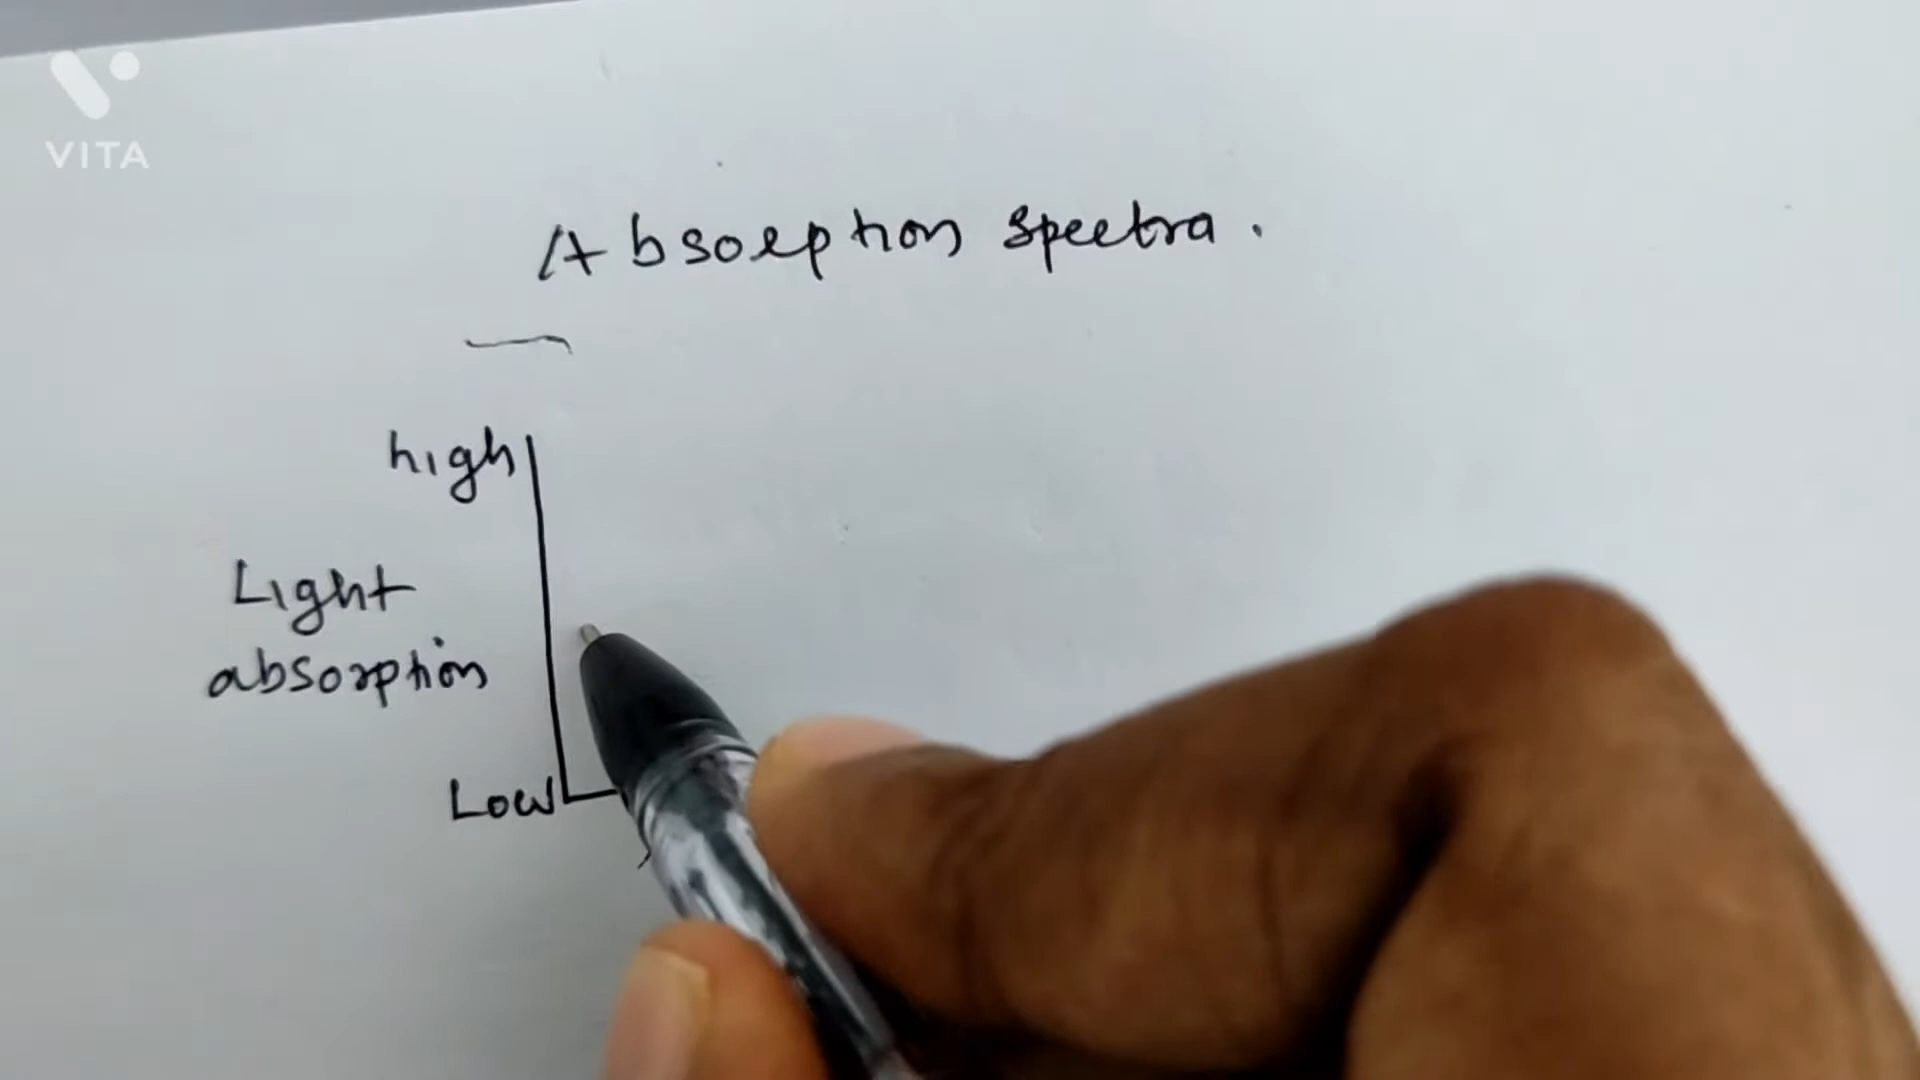 VITA
Absorption spectra.
high
Light
absorption
Low